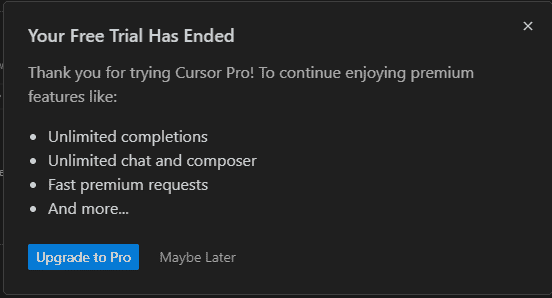 Your Free Trial Has Ended
Thank you for trying Cursor Pro! To continue enjoying premium
features like:
Unlimited completions
Unlimited chat and composer
Fast premium requests
And more...
Upgrade to Pro
Maybe Later